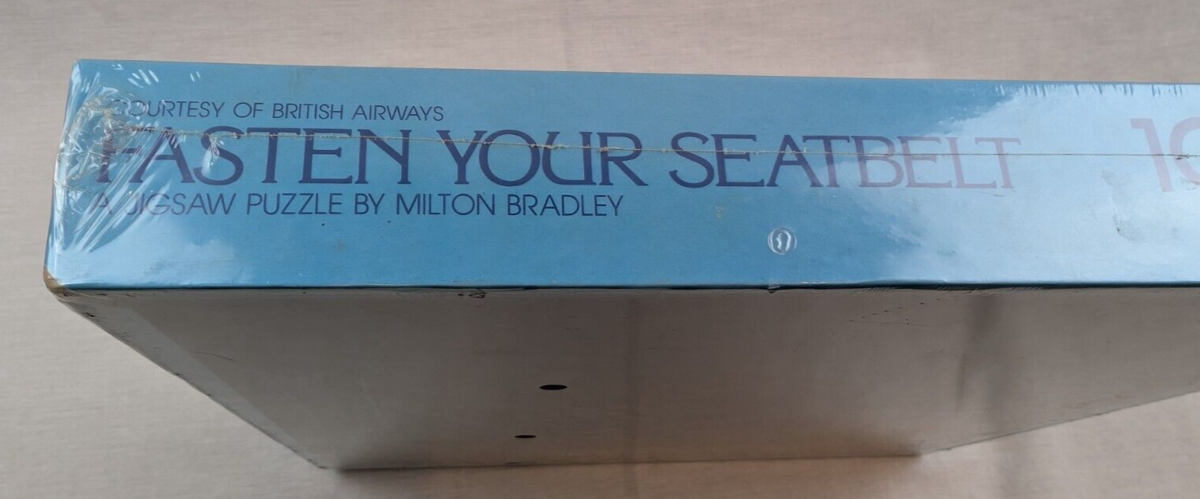 COURTESY OF BRITISH AIRWAYS
FASTEN YOUR SEATBELT
A JIGSAW PUZZLE BY MILTON BRADLEY